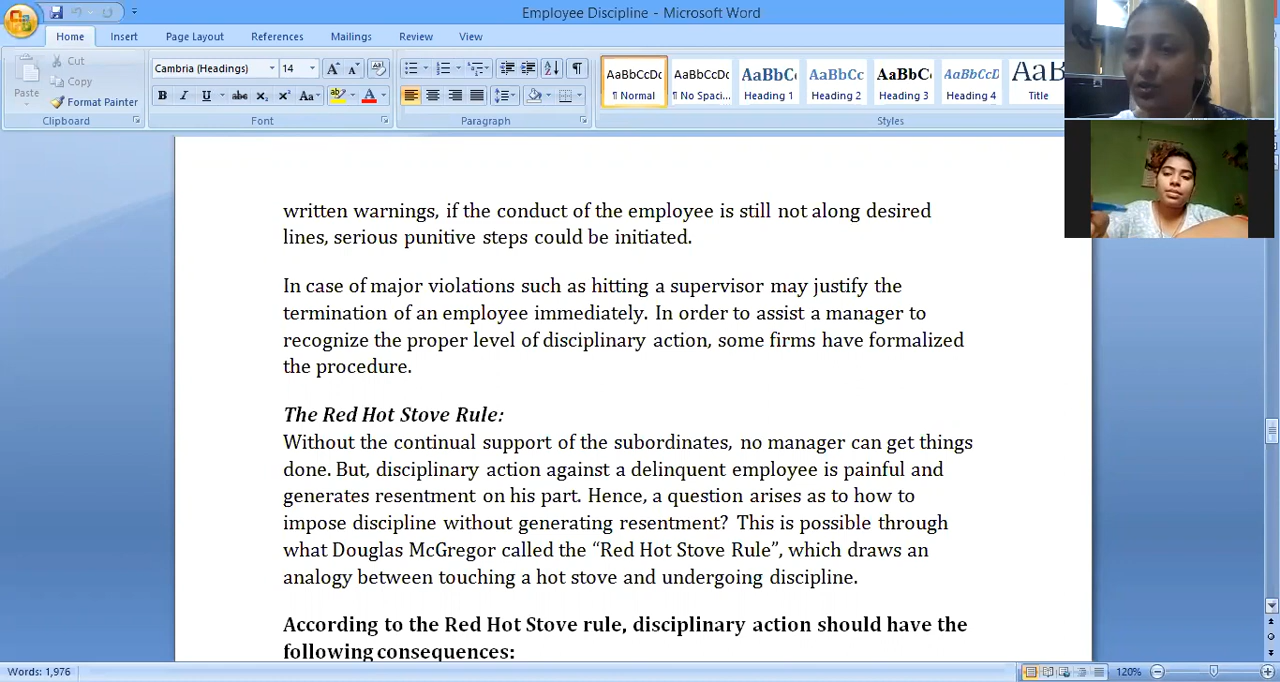 Employee Discipline - Microsoft Word
Home Insert Page Layout References Mailings Review View
Paste
Cut
Copy
Format Painter
Clipboard
Cambria (Headings) 14
Font
Paragraph
AaBbCcDc AaBbCcDc AaBbC( AaBbCc AaBbCc AaBbCcD AaB
¶ Normal ¶ No Spaci... Heading 1 Heading 2 Heading 3 Heading 4 Title
Styles
written warnings, if the conduct of the employee is still not along desired
lines, serious punitive steps could be initiated.
In case of major violations such as hitting a supervisor may justify the
termination of an employee immediately. In order to assist a manager to
recognize the proper level of disciplinary action, some firms have formalized
the procedure.
The Red Hot Stove Rule:
Without the continual support of the subordinates, no manager can get things
done. But, disciplinary action against a delinquent employee is painful and
generates resentment on his part. Hence, a question arises as to how to
impose discipline without generating resentment? This is possible through
what Douglas McGregor called the “Red Hot Stove Rule”, which draws an
analogy between touching a hot stove and undergoing discipline.
According to the Red Hot Stove rule, disciplinary action should have the
following consequences:
Words: 1,976
120%